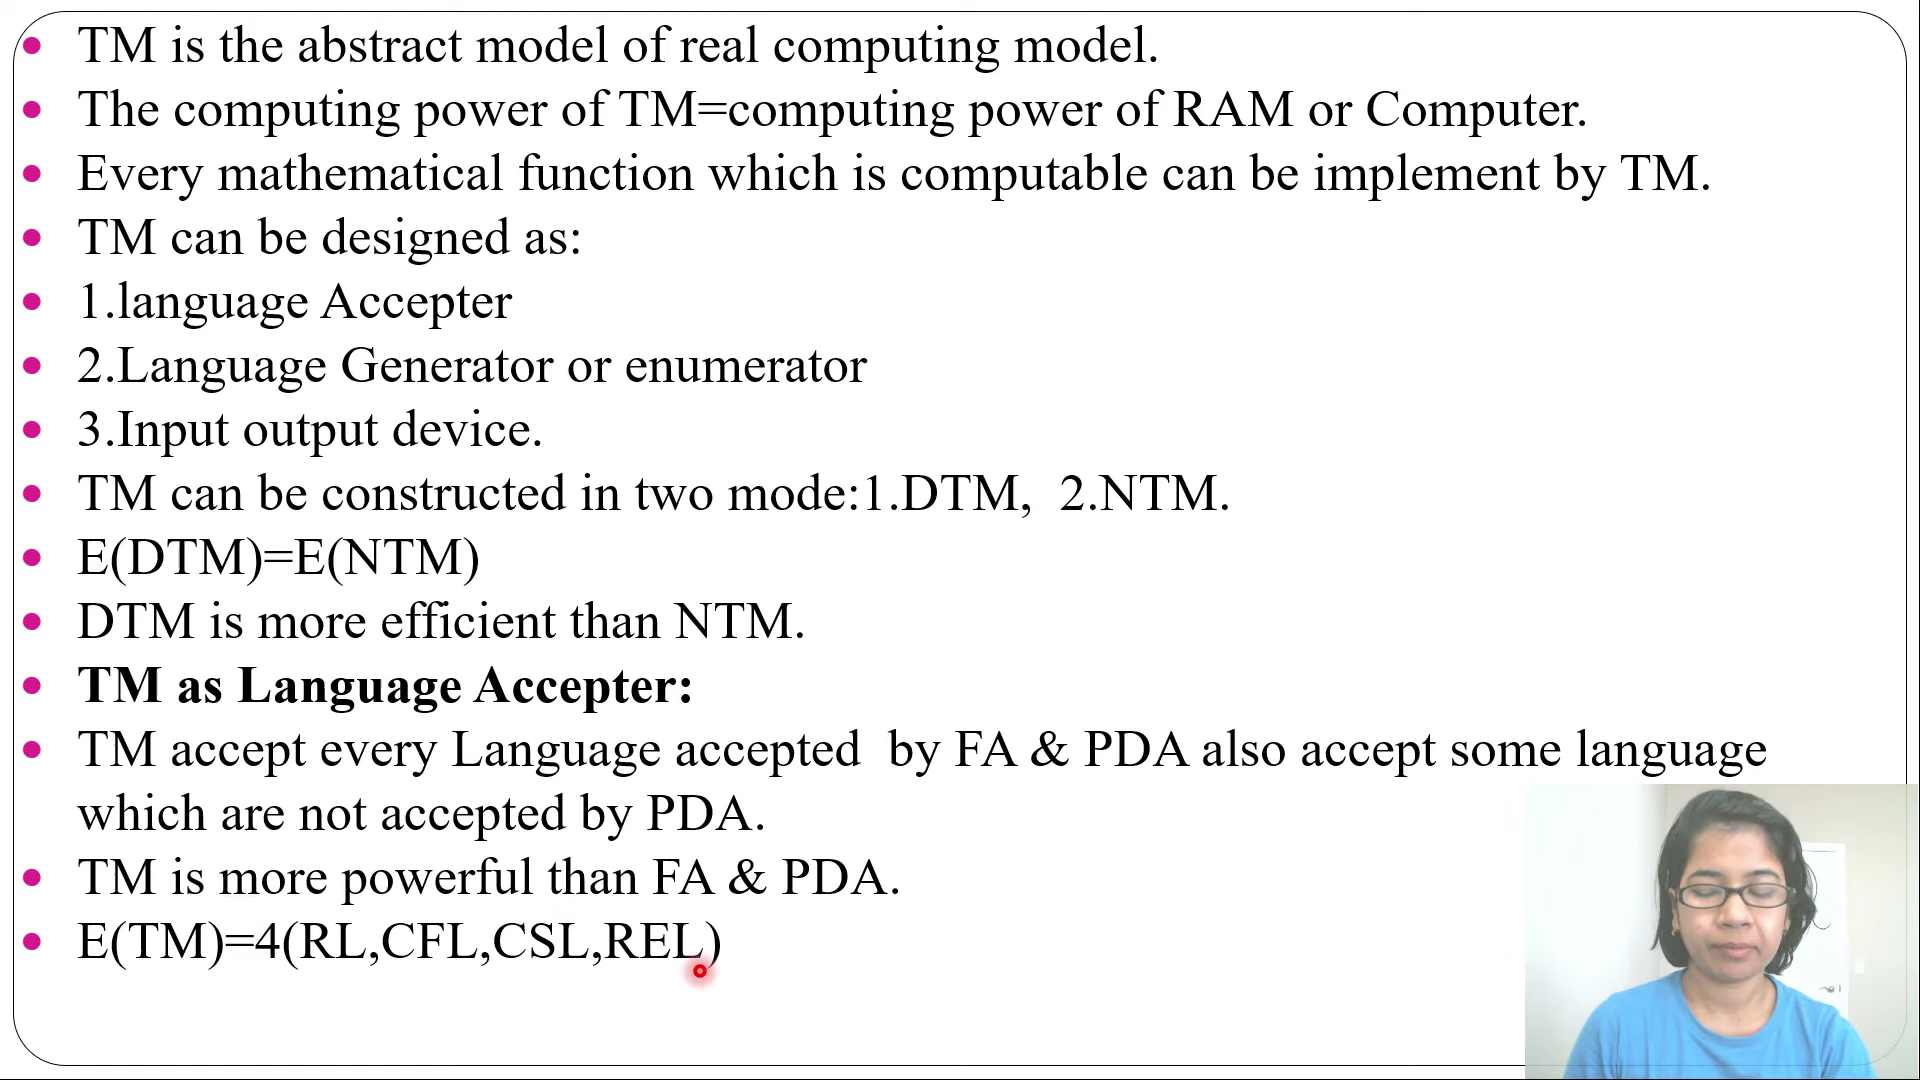 TM is the abstract model of real computing model.
The computing power of TM=computing power of RAM or Computer.
Every mathematical function which is computable can be implement by TM.
TM can be designed as:
1.language Accepter
2.Language Generator or enumerator
3.Input output device.
TM can be constructed in two mode:1.DTM, 2.NTM.
E(DTM)=E(NTM)
DTM is more efficient than NTM.
TM as Language Accepter:
TM accept every Language accepted by FA & PDA also accept some language
which are not accepted by PDA.
TM is more powerful than FA & PDA.
E(TM)=4(RL,CFL,CSL,REL)